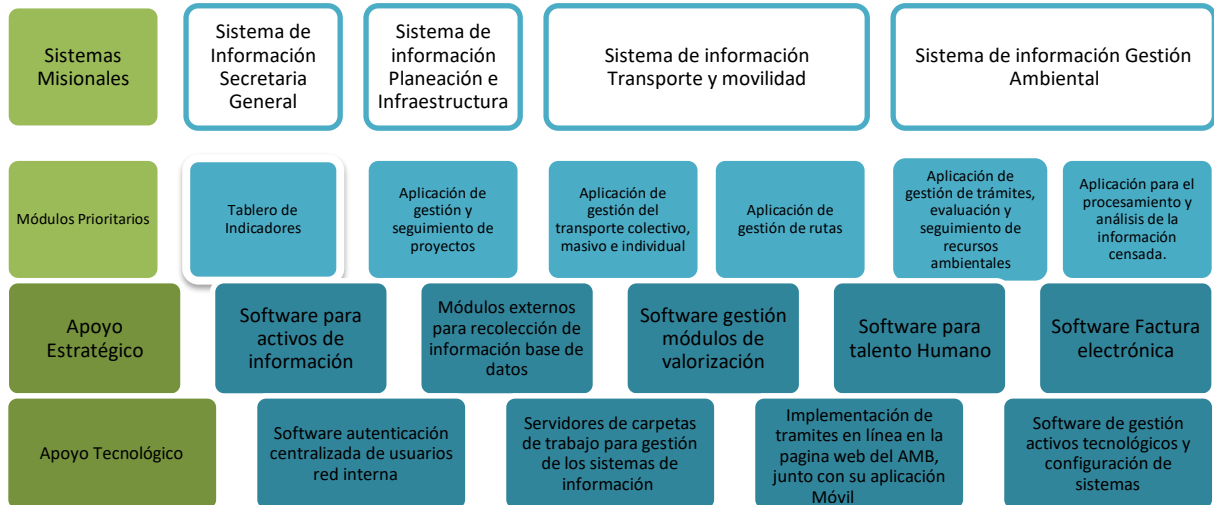 Sistemas
Misionales
Sistema de
Información
Secretaria
General
Sistema de
información
Planeación e
Infraestructura
Sistema de información
Transporte y movilidad
Sistema de información Gestión
Ambiental
Módulos Prioritarios
Tablero de
Indicadores
Aplicación de
gestión y
seguimiento de
proyectos
Aplicación de
gestión del
transporte colectivo,
masivo e individual
Aplicación de
gestión de rutas
Aplicación de
gestión de trámites,
evaluación y
seguimiento de
recursos
ambientales
Aplicación para el
procesamiento y
análisis de la
información
censada.
Apoyo
Estratégico
Software para
activos de
información
Módulos externos
para recolección de
información base de
datos
Software gestión
módulos de
valorización
Software para
talento Humano
Software Factura
electrónica
Apoyo Tecnológico
Software autenticación
centralizada de usuarios
red interna
Servidores de carpetas
de trabajo para gestión
de los sistemas de
información
Implementación de
tramites en línea en la
pagina web del AMB,
junto con su aplicación
Móvil
Software de gestión
activos tecnológicos y
configuración de
sistemas